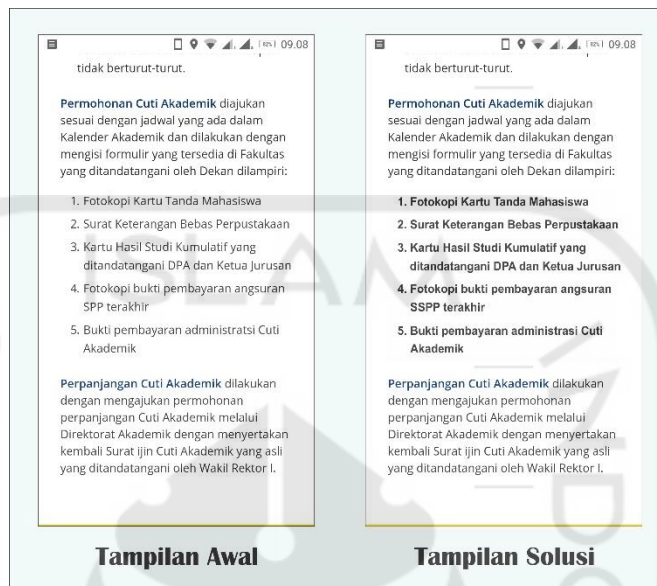 09.08
tidak berturut-turut.
Permohonan Cuti Akademik diajukan
sesuai dengan jadwal yang ada dalam
Kalender Akademik dan dilakukan dengan
mengisi formulir yang tersedia di Fakultas
yang ditandatangani oleh Dekan dilampiri:
1. Fotokopi Kartu Tanda Mahasiswa
2. Surat Keterangan Bebas Perpustakaan
3. Kartu Hasil Studi Kumulatif yang
ditandatangani DPA dan Ketua Jurusan
4. Fotokopi bukti pembayaran angsuran
SPP terakhir
5. Bukti pembayaran administratsi Cuti
Akademik
Perpanjangan Cuti Akademik dilakukan
dengan mengajukan permohonan
perpanjangan Cuti Akademik melalui
Direktorat Akademik dengan menyertakan
kembali Surat ijin Cuti Akademik yang asli
yang ditandatangani oleh Wakil Rektor I.
Tampilan Awal
09.08
tidak berturut-turut.
Permohonan Cuti Akademik diajukan
sesuai dengan jadwal yang ada dalam
Kalender Akademik dan dilakukan dengan
mengisi formulir yang tersedia di Fakultas
yang ditandatangani oleh Dekan dilampiri:
1. Fotokopi Kartu Tanda Mahasiswa
2. Surat Keterangan Bebas Perpustakaan
3. Kartu Hasil Studi Kumulatif yang
ditandatangani DPA dan Ketua Jurusan
4. Fotokopi bukti pembayaran angsuran
SSPP terakhir
5. Bukti pembayaran administrasi Cuti
Akademik
Perpanjangan Cuti Akademik dilakukan
dengan mengajukan permohonan
perpanjangan Cuti Akademik melalui
Direktorat Akademik dengan menyertakan
kembali Surat ijin Cuti Akademik yang asli
yang ditandatangani oleh Wakil Rektor I.
Tampilan Solusi
ISLAM